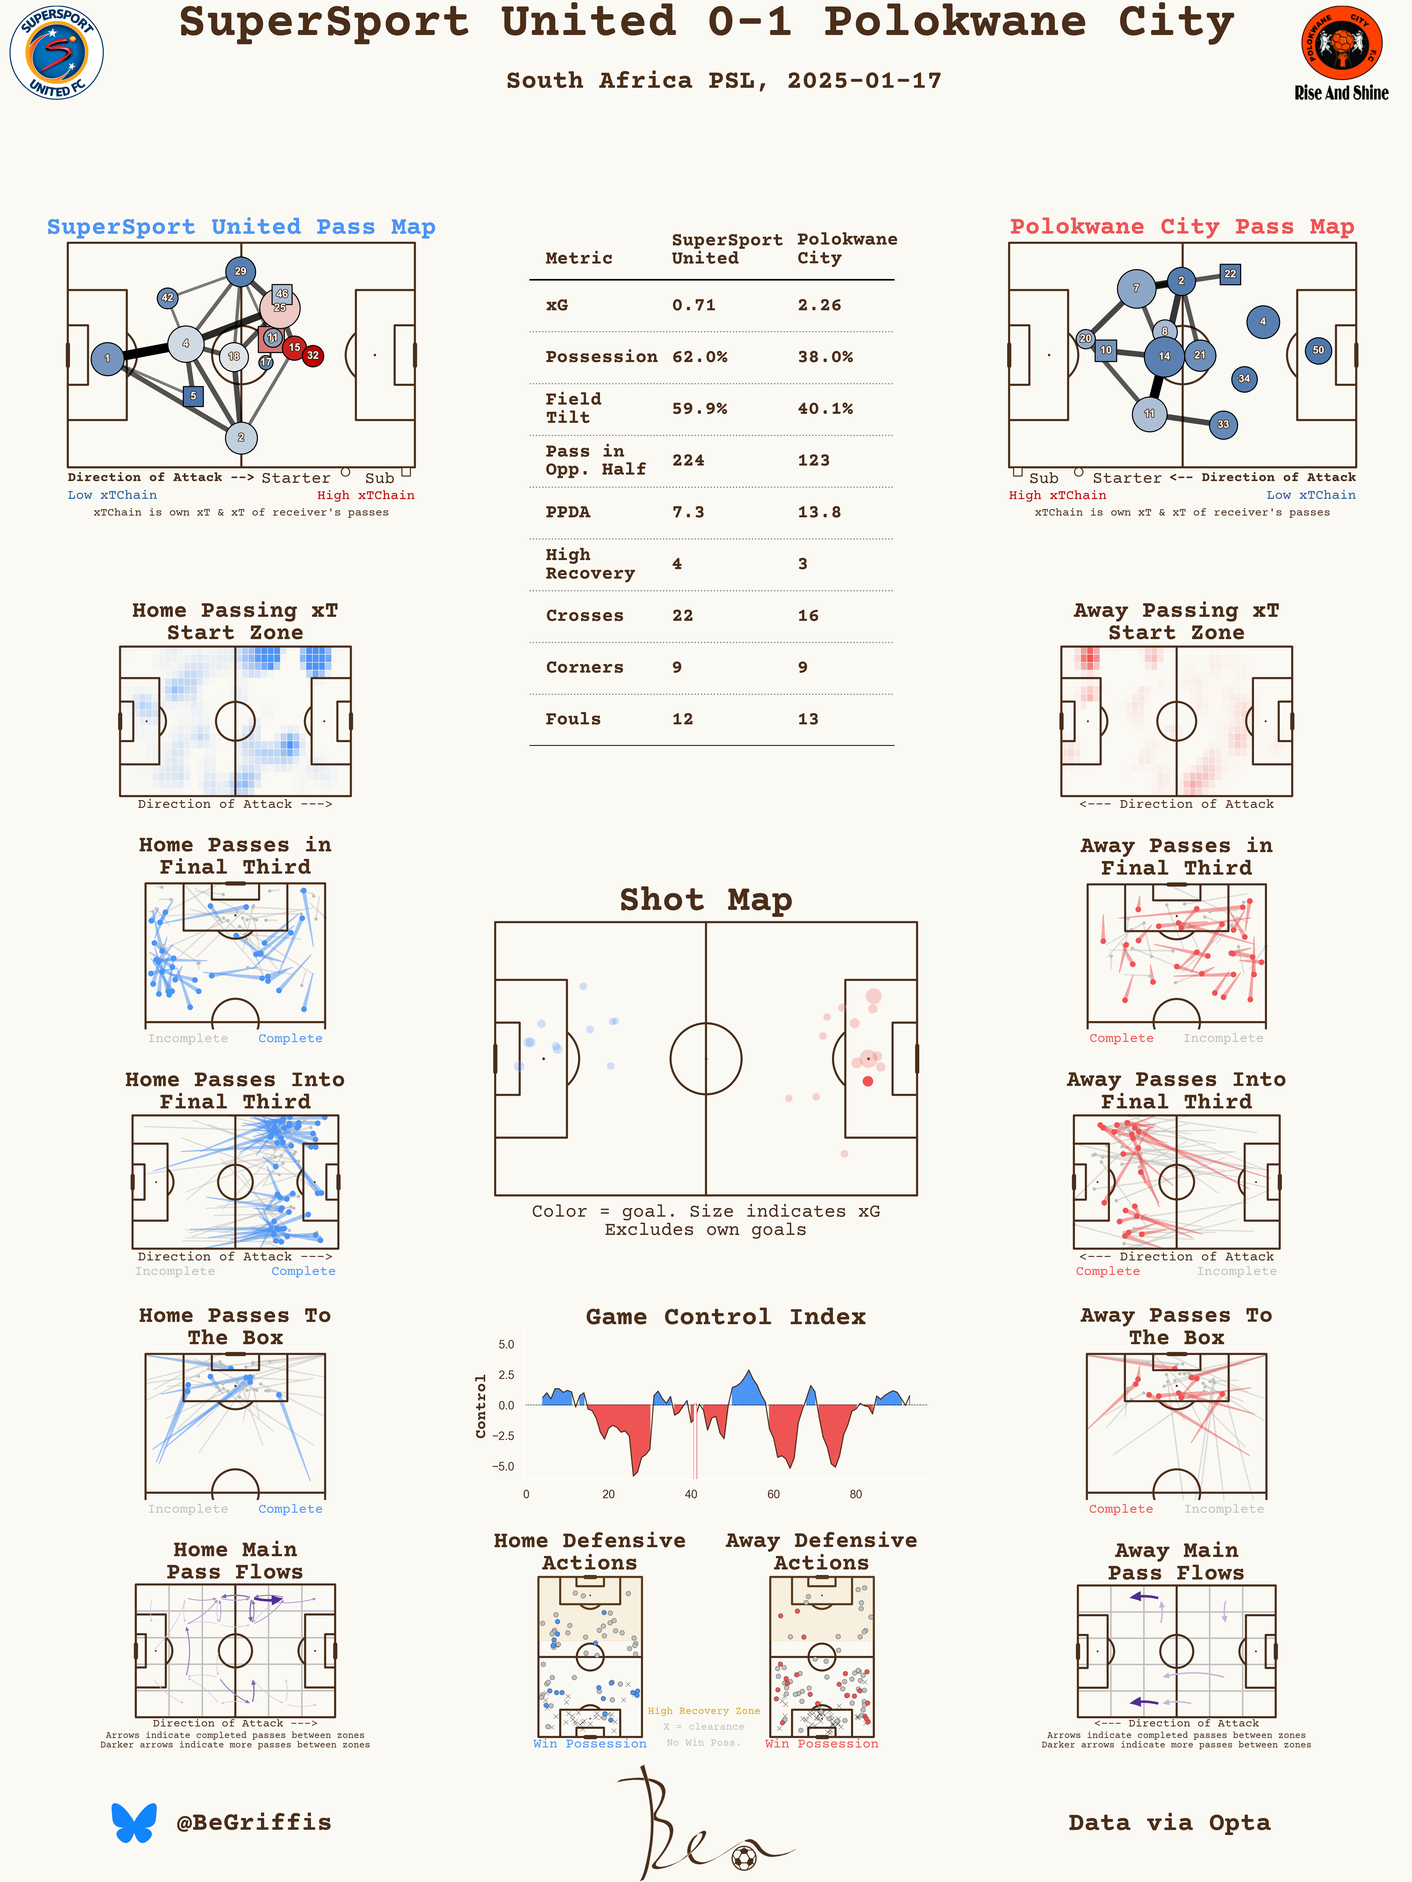 SuperSport United 0-1 Polokwane City
South Africa PSL, 2025-01-17
SUPERSPORT
UNITED FC
POLOKWANE CITY F.C
Rise And Shine
SuperSport United Pass Map
29
42
46
25
4
11
1
18
15
32
17
5
2
Direction of Attack --> Starter Sub
Low xTChain High xTChain
xTChain is own xT & xT of receiver's passes
Metric SuperSport United Polokwane City
xG 0.71 2.26
Possession 62.0% 38.0%
Field Tilt 59.9% 40.1%
Pass in Opp. Half 224 123
PPDA 7.3 13.8
High Recovery 4 3
Crosses 22 16
Corners 9 9
Fouls 12 13
Polokwane City Pass Map
22
7
2
4
8
20
10
14
21
50
34
11
33
Sub Starter <-- Direction of Attack
High xTChain Low xTChain
xTChain is own xT & xT of receiver's passes
Home Passing xT
Start Zone
Direction of Attack --->
Away Passing xT
Start Zone
<--- Direction of Attack
Home Passes in
Final Third
Incomplete Complete
Away Passes in
Final Third
Complete Incomplete
Shot Map
Color = goal. Size indicates xG
Excludes own goals
Home Passes Into
Final Third
Direction of Attack --->
Incomplete Complete
Away Passes Into
Final Third
<--- Direction of Attack
Complete Incomplete
Home Passes To
The Box
Incomplete Complete
Game Control Index
Control
5.0
2.5
0.0
−2.5
−5.0
0 20 40 60 80
Away Passes To
The Box
Complete Incomplete
Home Main
Pass Flows
Direction of Attack --->
Arrows indicate completed passes between zones
Darker arrows indicate more passes between zones
Home Defensive
Actions
Win Possession
High Recovery Zone
X = clearance
No Win Poss.
Away Defensive
Actions
Win Possession
Away Main
Pass Flows
<--- Direction of Attack
Arrows indicate completed passes between zones
Darker arrows indicate more passes between zones
@BeGriffis
Ben
Data via Opta